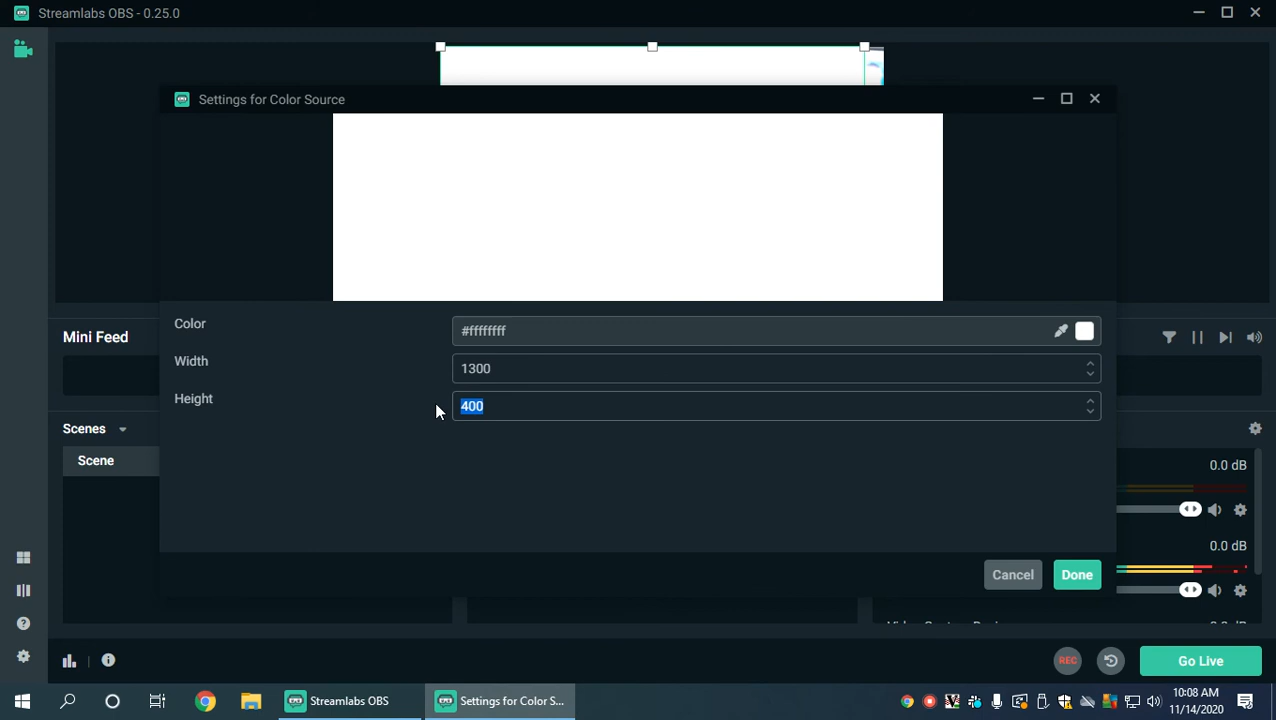 Streamlabs OBS - 0.25.0
Settings for Color Source
Color
#ffffffff
Width
1300
Height
400
Mini Feed
Scenes
Scene
0.0 dB
0.0 dB
Cancel
Done
REC
Go Live
Streamlabs OBS
Settings for Color S...
10:08 AM
11/14/2020